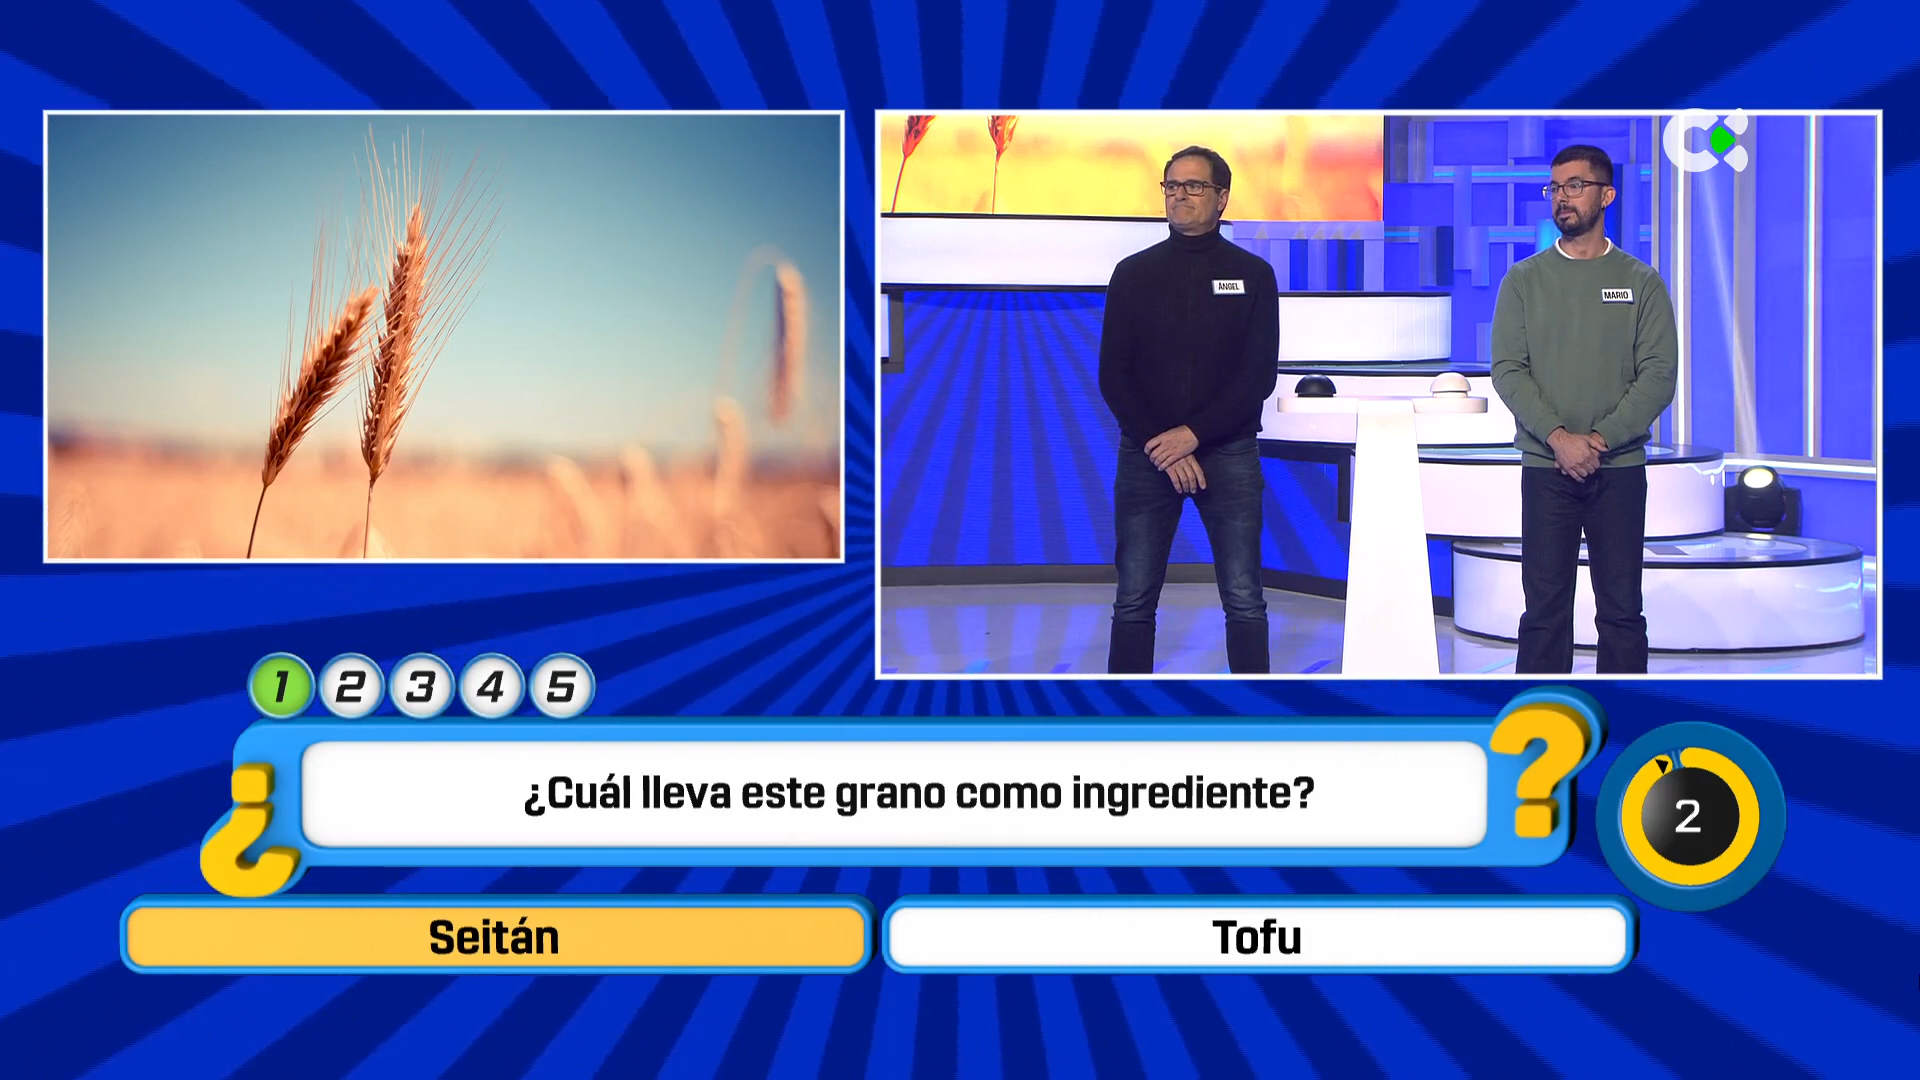 ÁNGEL
MARIO
1 2 3 4 5
¿Cuál lleva este grano como ingrediente?
2
Seitán
Tofu